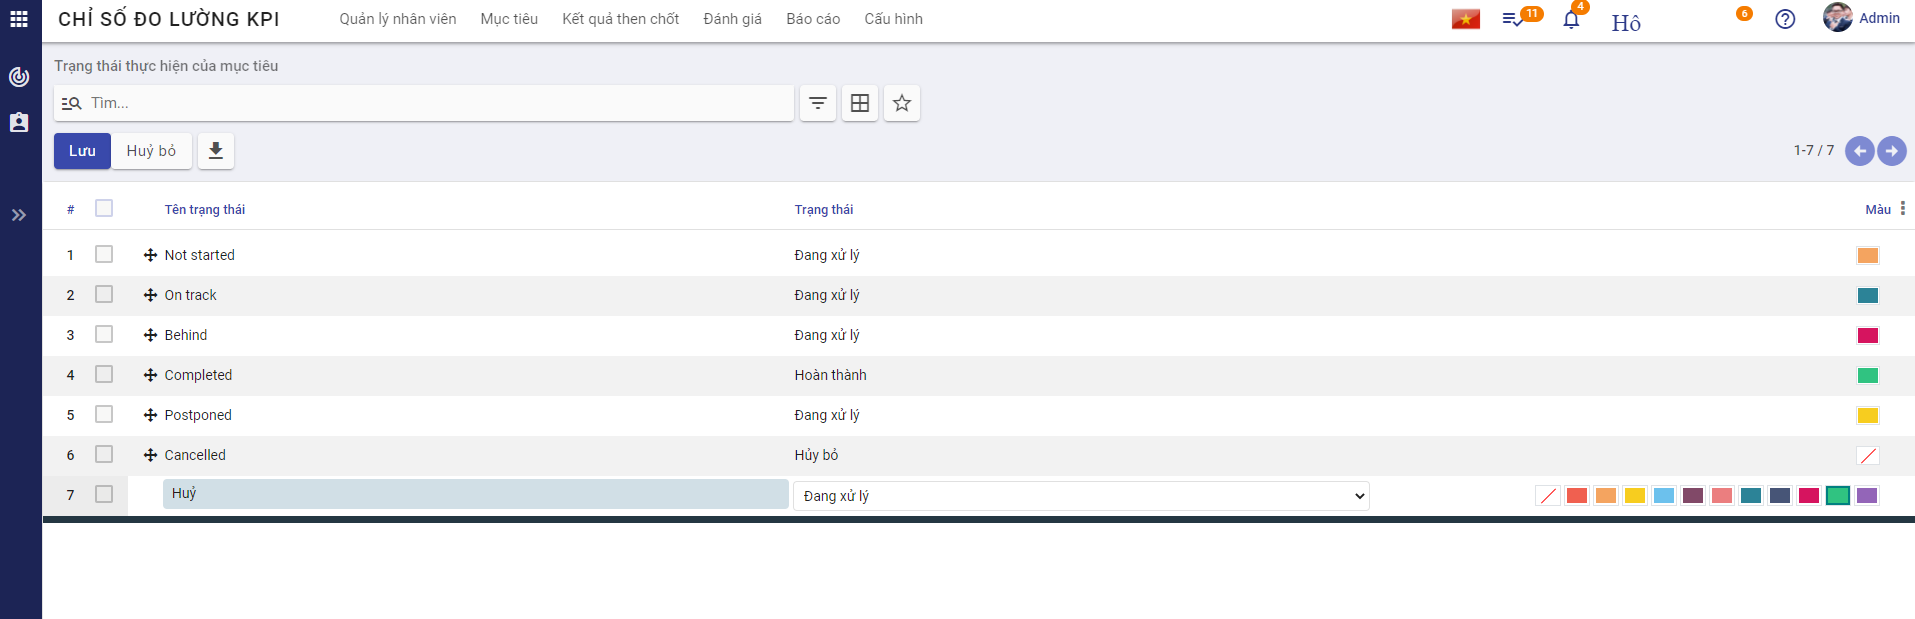 CHỈ SỐ ĐO LƯỜNG KPI Quản lý nhân viên Mục tiêu Kết quả then chốt Đánh giá Báo cáo Cấu hình 11 4 Hô 6 Admin
Trạng thái thực hiện của mục tiêu
Tìm...
Lưu Huỷ bỏ 1-7 / 7
# Tên trạng thái Trạng thái Màu
1 Not started Đang xử lý
2 On track Đang xử lý
3 Behind Đang xử lý
4 Completed Hoàn thành
5 Postponed Đang xử lý
6 Cancelled Hủy bỏ
7 Huỷ Đang xử lý